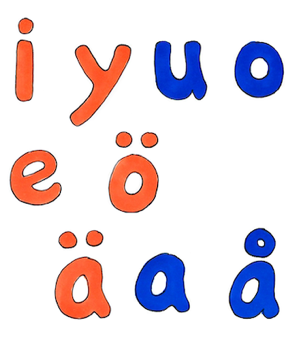 i y u o
e ö
ä a å